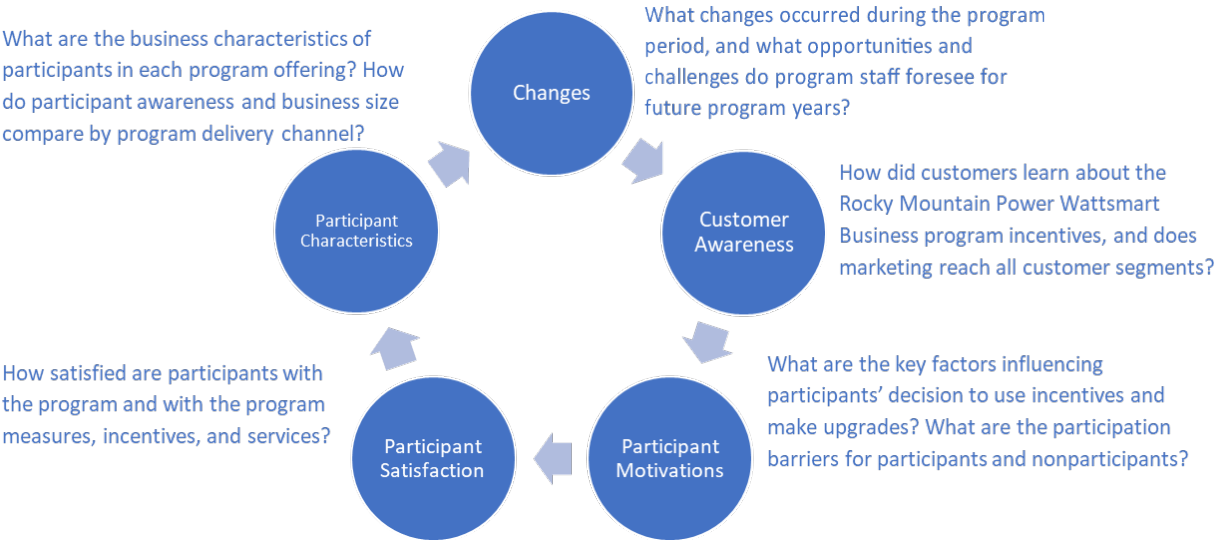 What changes occurred during the program
period, and what opportunities and
challenges do program staff foresee for
future program years?
Changes
What are the business characteristics of
participants in each program offering? How
do participant awareness and business size
compare by program delivery channel?
How did customers learn about the
Rocky Mountain Power Wattsmart
Business program incentives, and does
marketing reach all customer segments?
Customer
Awareness
Participant
Characteristics
What are the key factors influencing
participants’ decision to use incentives and
make upgrades? What are the participation
barriers for participants and nonparticipants?
Participant
Motivations
How satisfied are participants with
the program and with the program
measures, incentives, and services?
Participant
Satisfaction